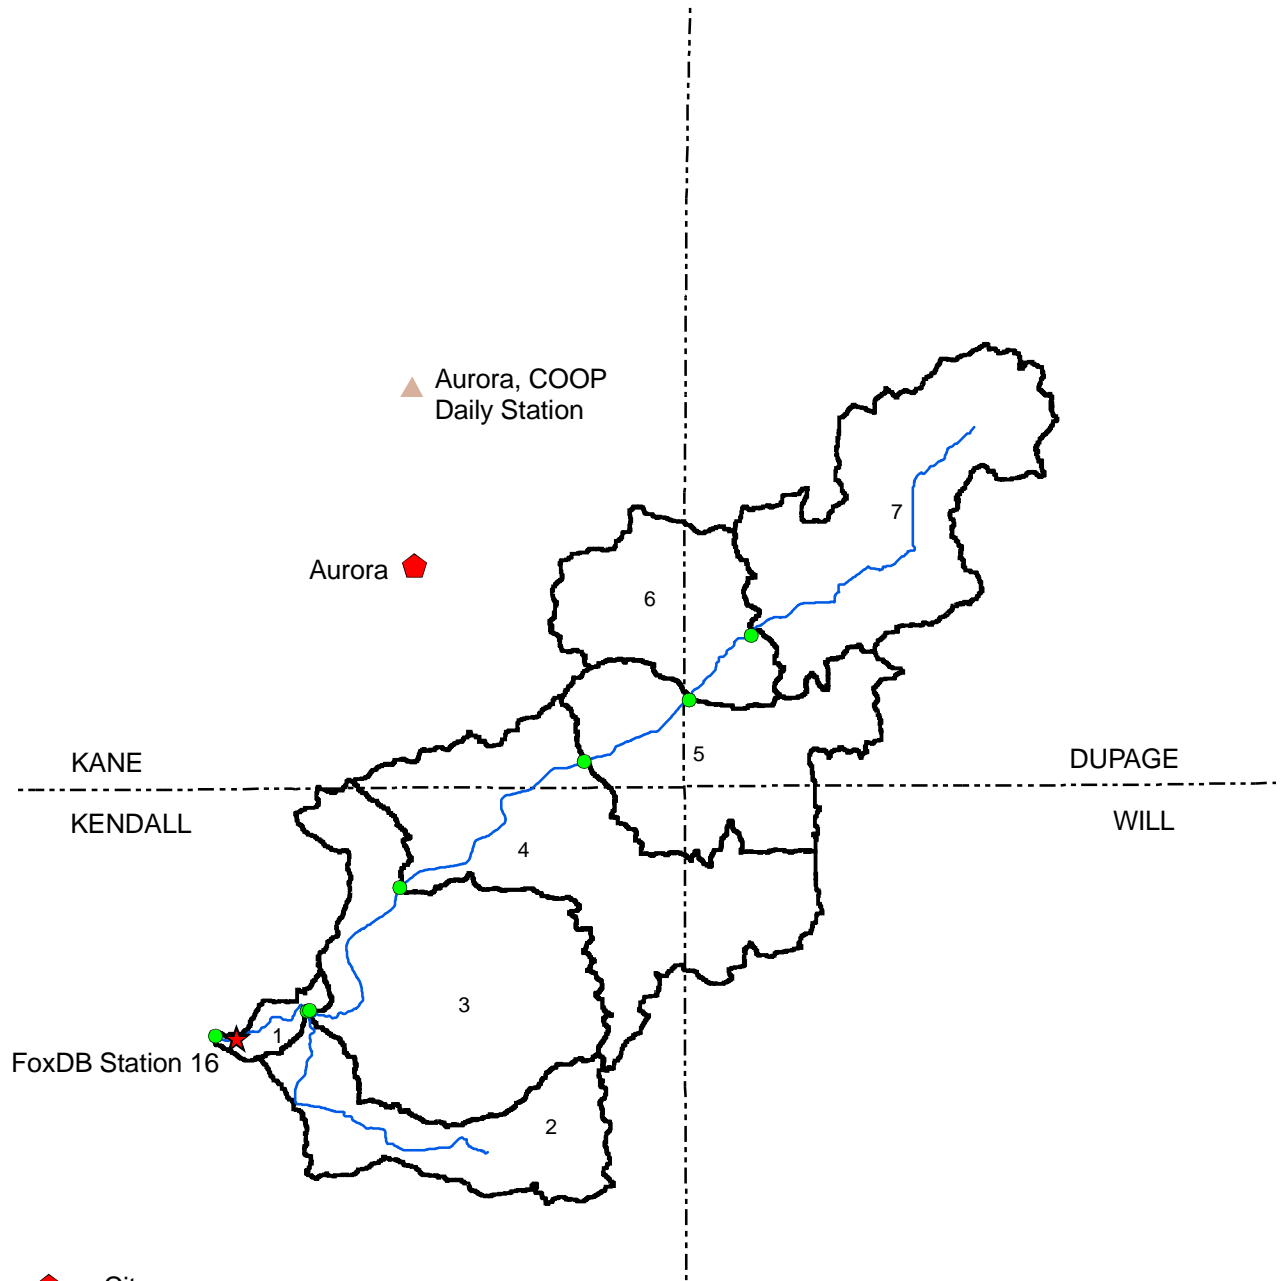 Aurora, COOP
Daily Station
7
Aurora
6
KANE
5
DUPAGE
KENDALL
WILL
4
3
1
FoxDB Station 16
2